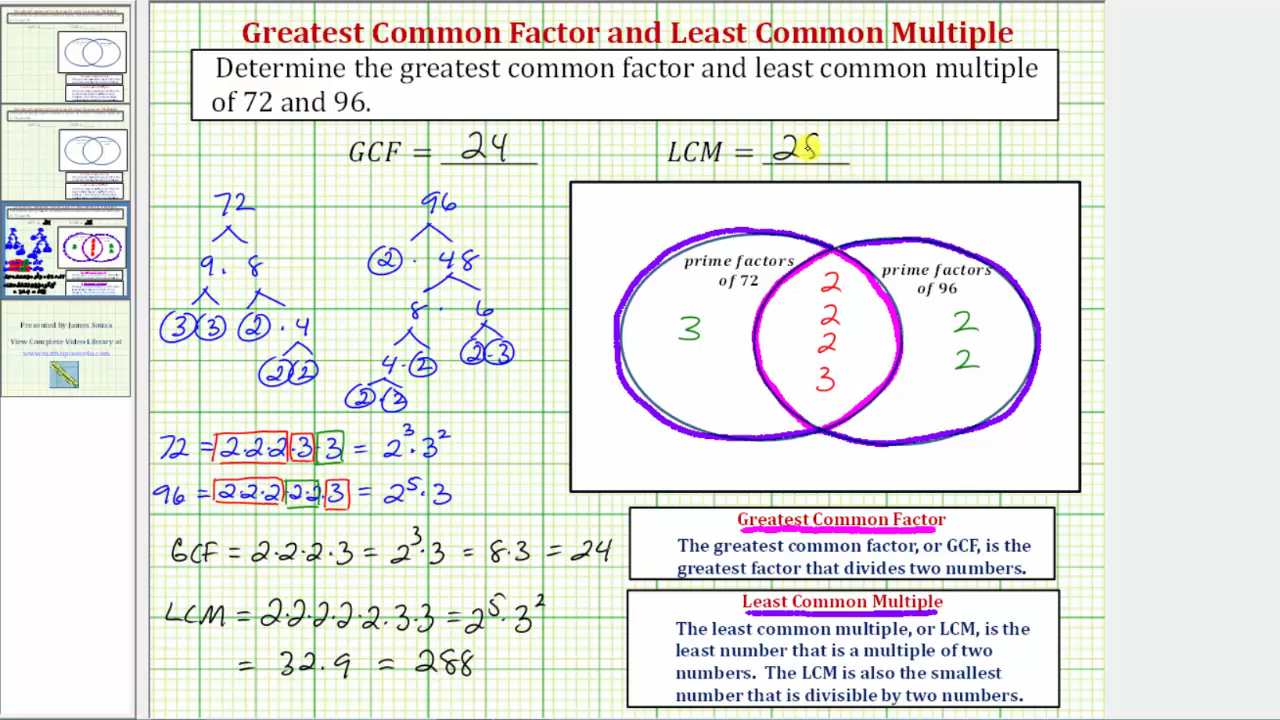 Greatest Common Factor and Least Common Multiple
Determine the greatest common factor and least common multiple
of 72 and 96.
GCF = 24
LCM = 28
72
9 . 8
3 3 2 . 4
2 2
96
2 . 48
8 . 6
4 . 2 2 . 3
2 . 3
72 = 2.2.2.3.3 = 2³.3²
96 = 2.2.2.2.2.3 = 2⁵.3
GCF = 2.2.2.3 = 2³.3 = 8.3 = 24
LCM = 2.2.2.2.2.3.3 = 2⁵.3²
= 32.9 = 288
prime factors
of 72
prime factors
of 96
3
2
2
2
3
2
2
Greatest Common Factor
The greatest common factor, or GCF, is the
greatest factor that divides two numbers.
Least Common Multiple
The least common multiple, or LCM, is the
least number that is a multiple of two
numbers. The LCM is also the smallest
number that is divisible by two numbers.
Presented by James Sousa
View Complete Video Library at